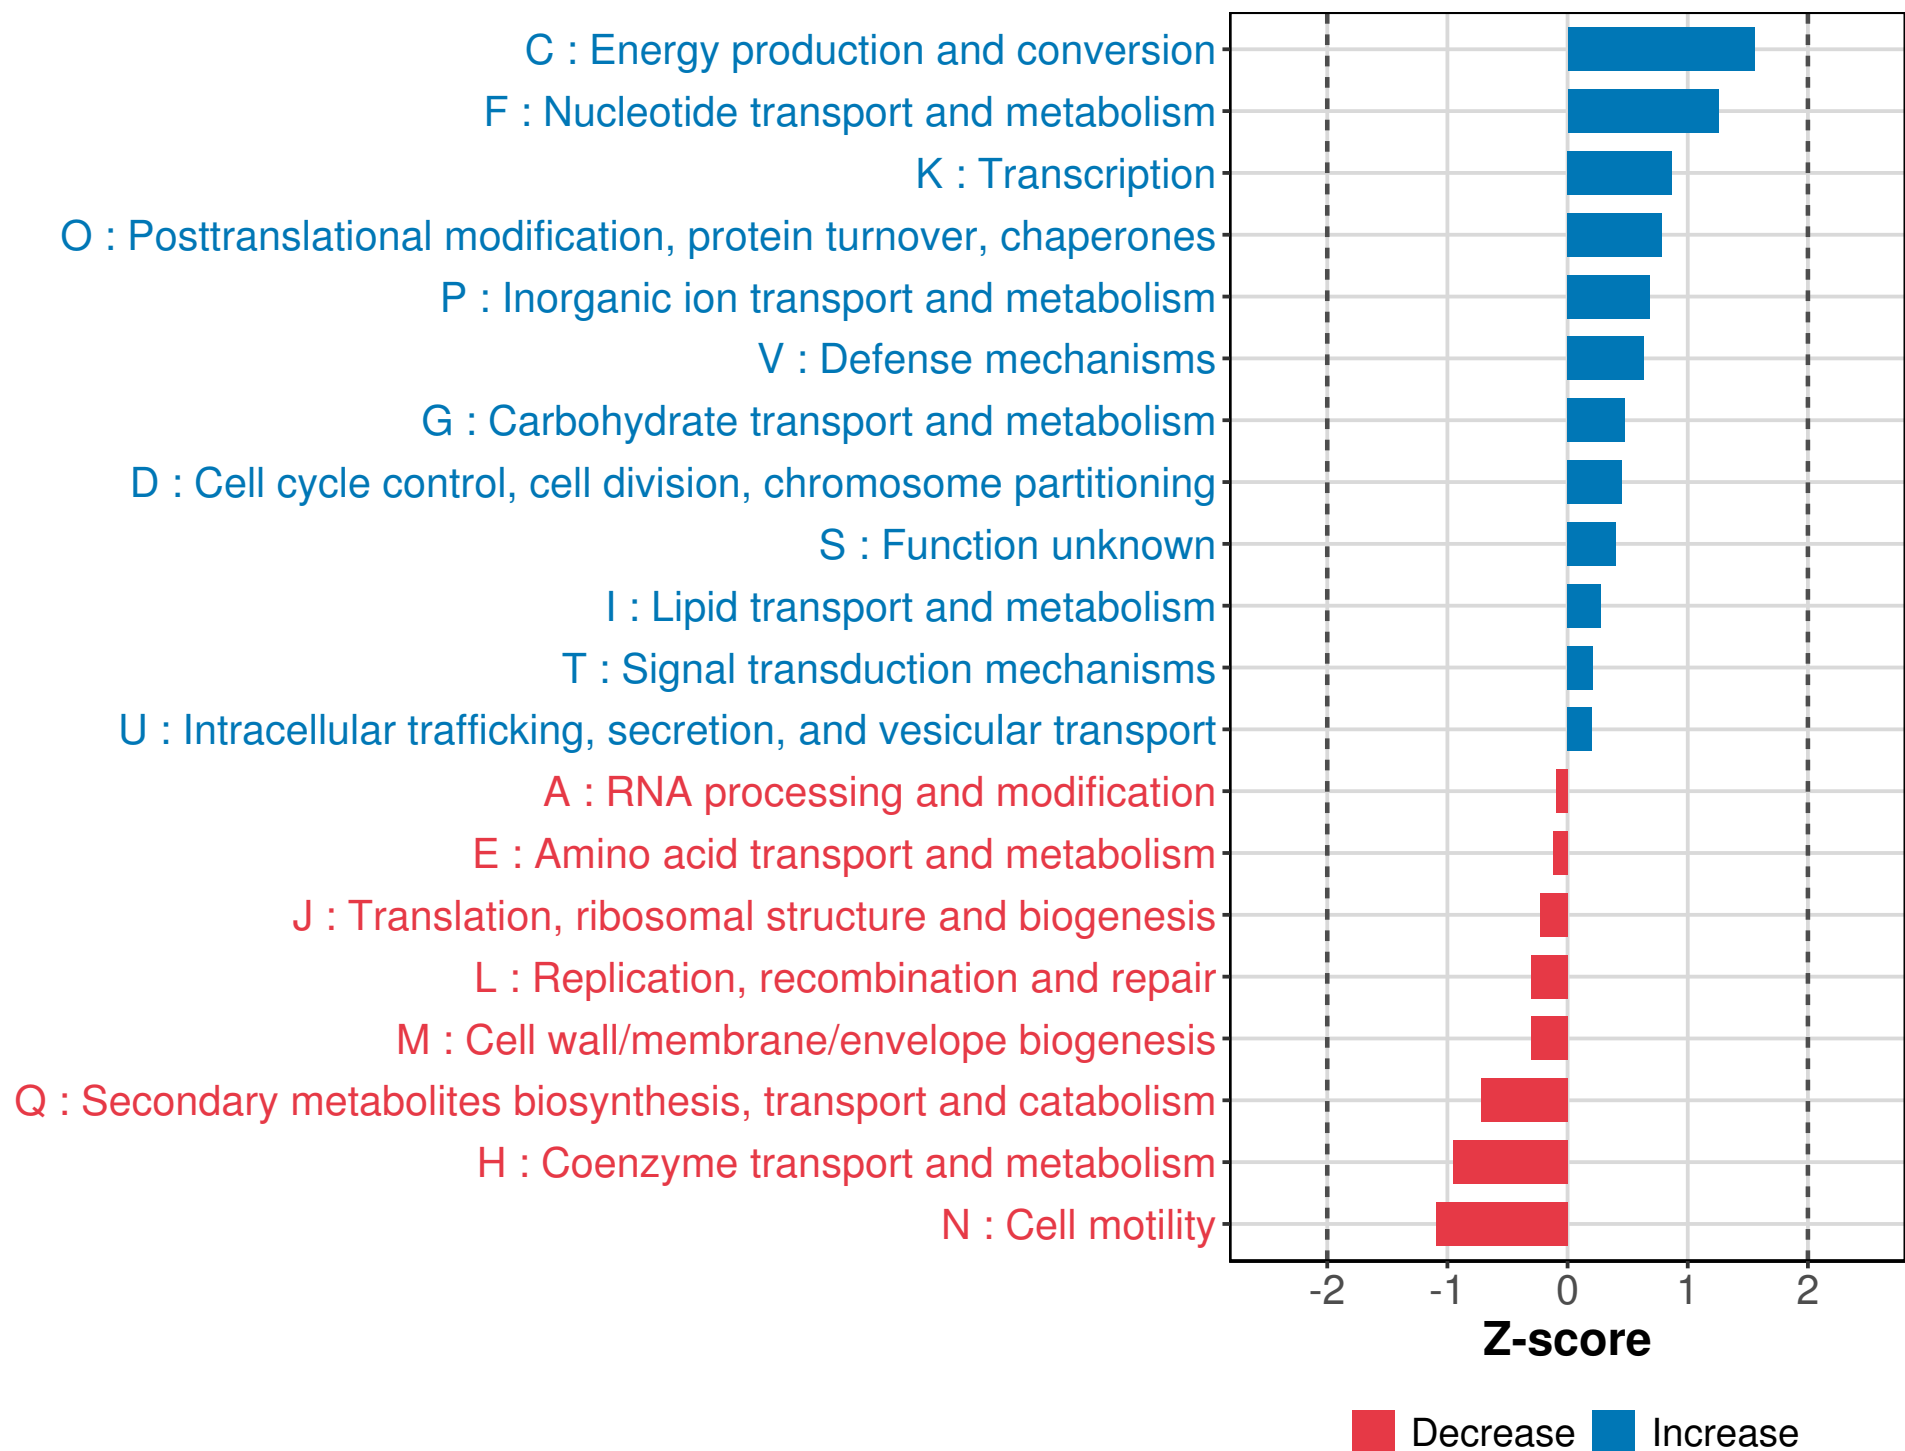 C : Energy production and conversion
F : Nucleotide transport and metabolism
K : Transcription
O : Posttranslational modification, protein turnover, chaperones
P : Inorganic ion transport and metabolism
V : Defense mechanisms
G : Carbohydrate transport and metabolism
D : Cell cycle control, cell division, chromosome partitioning
S : Function unknown
I : Lipid transport and metabolism
T : Signal transduction mechanisms
U : Intracellular trafficking, secretion, and vesicular transport
A : RNA processing and modification
E : Amino acid transport and metabolism
J : Translation, ribosomal structure and biogenesis
L : Replication, recombination and repair
M : Cell wall/membrane/envelope biogenesis
Q : Secondary metabolites biosynthesis, transport and catabolism
H : Coenzyme transport and metabolism
N : Cell motility
-2 -1 0 1 2
Z-score
Decrease Increase